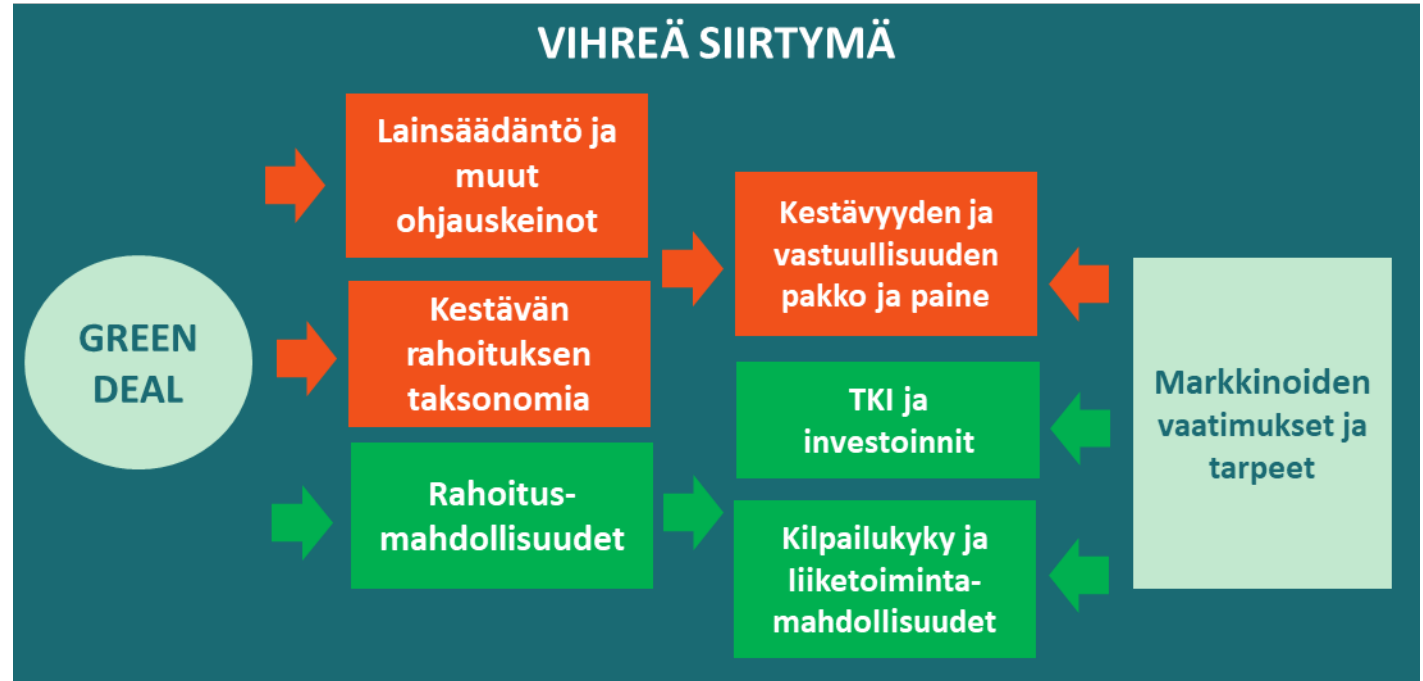 VIHREÄ SIIRTYMÄ
GREEN
DEAL
Lainsäädäntö ja
muut
ohjauskeinot
Kestävän
rahoituksen
taksonomia
Rahoitus-
mahdollisuudet
Kestävyyden ja
vastuullisuuden
pakko ja paine
TKI ja
investoinnit
Kilpailukyky ja
liiketoiminta-
mahdollisuudet
Markkinoiden
vaatimukset ja
tarpeet